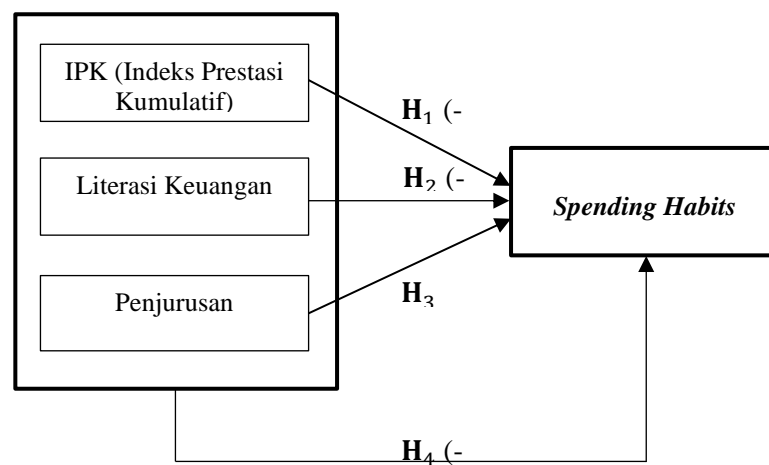 IPK (Indeks Prestasi
Kumulatif)
H₁ (-
Literasi Keuangan
H₂ (-
Spending Habits
Penjurusan
H₃
H₄ (-